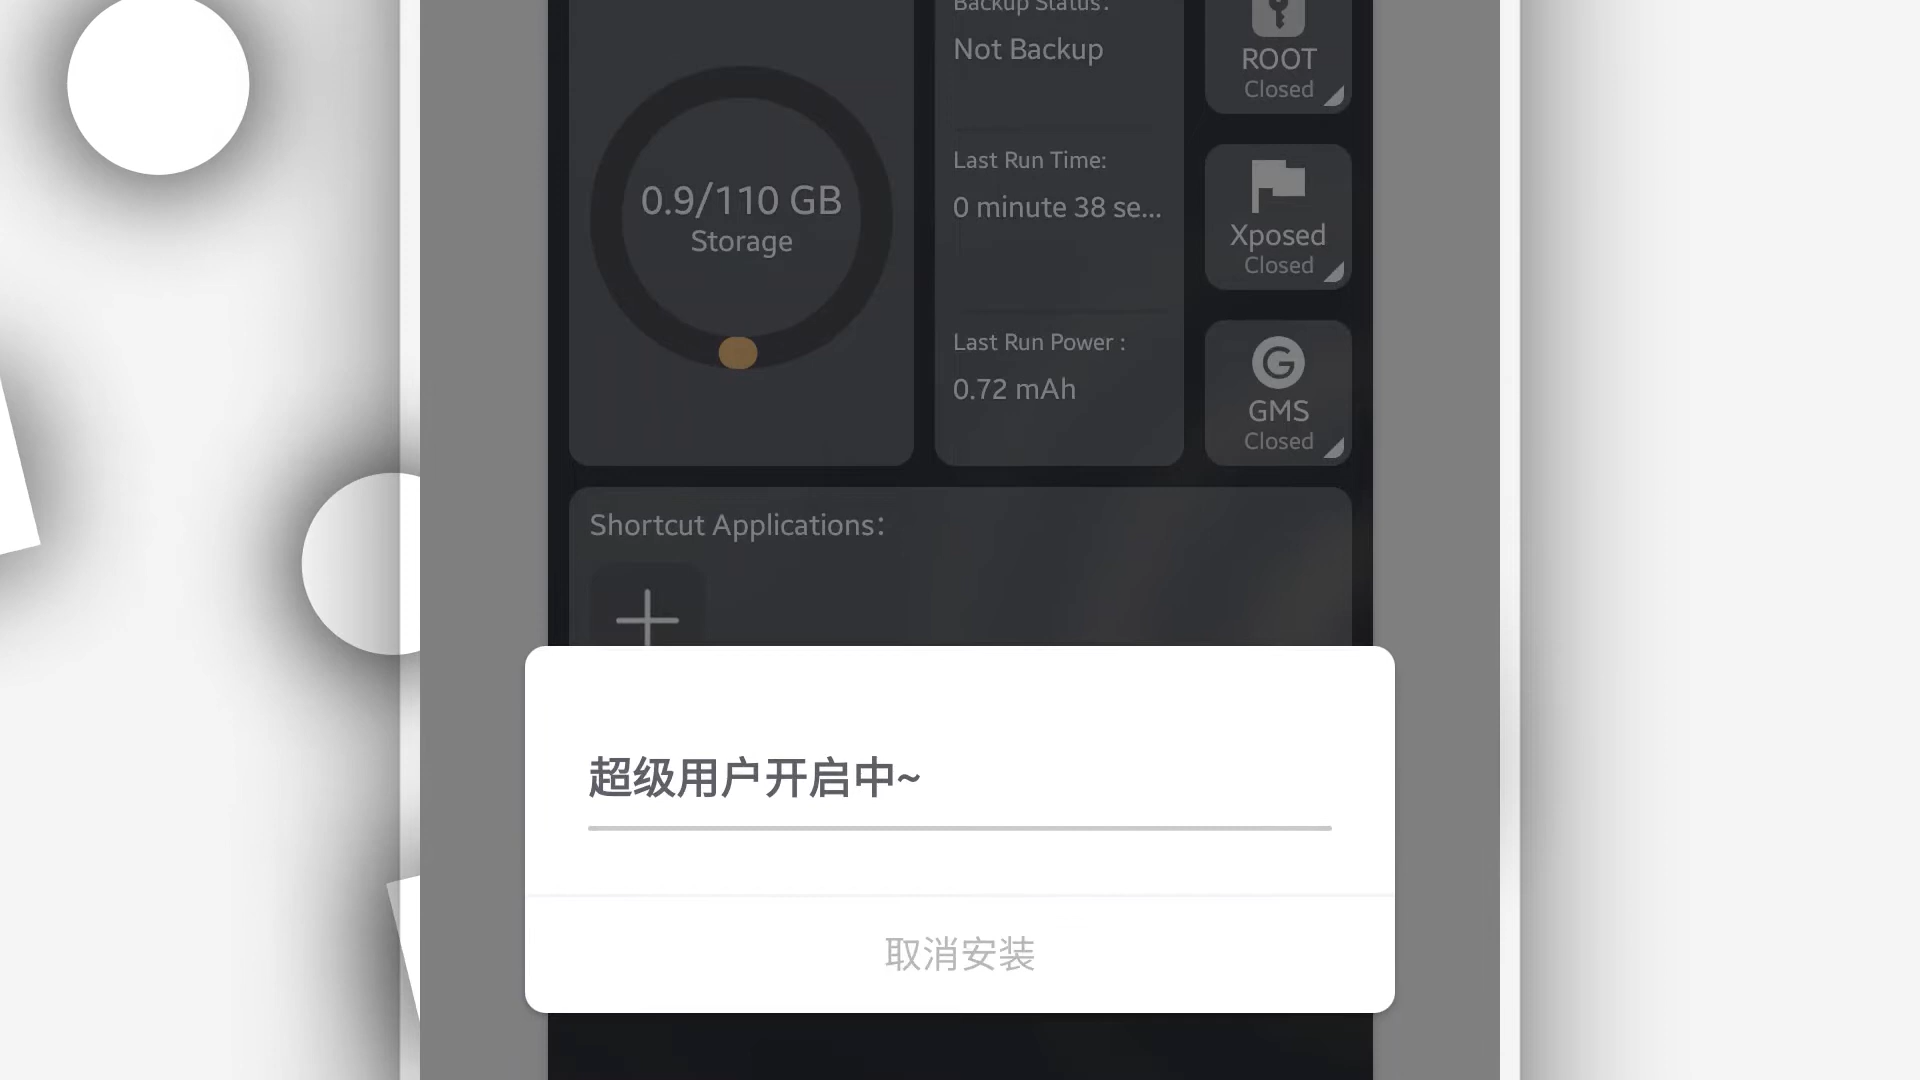 Backup Status:
Not Backup
Last Run Time:
0 minute 38 se...
Last Run Power :
0.72 mAh
0.9/110 GB
Storage
ROOT
Closed
Xposed
Closed
G
GMS
Closed
Shortcut Applications:
超级用户开启中~
取消安装